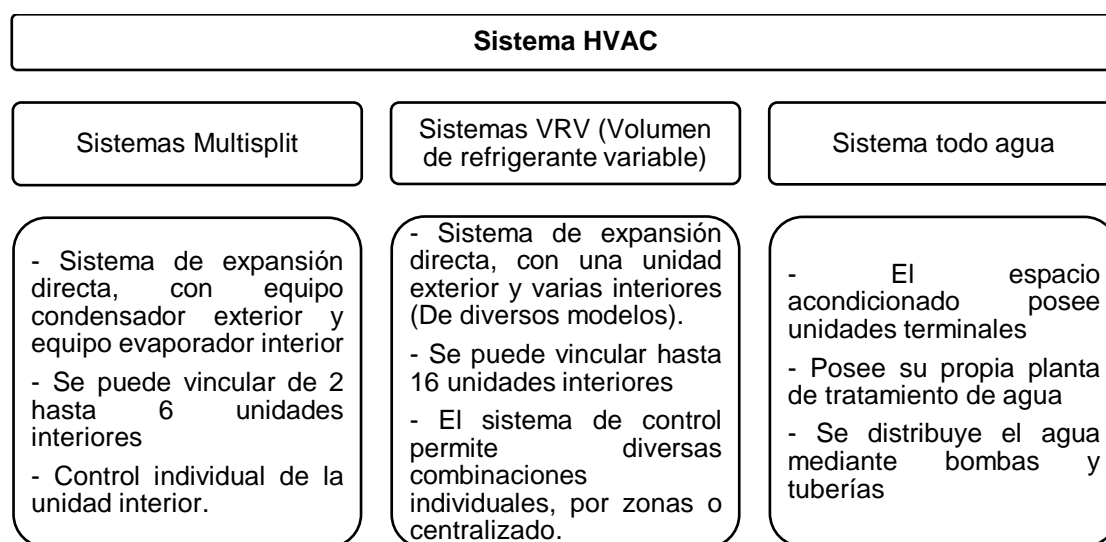 Sistema HVAC
Sistemas Multisplit
Sistemas VRV (Volumen
de refrigerante variable)
Sistema todo agua
- Sistema de expansión
directa, con equipo
condensador exterior y
equipo evaporador interior
- Se puede vincular de 2
hasta 6 unidades
interiores
- Control individual de la
unidad interior.
- Sistema de expansión
directa, con una unidad
exterior y varias interiores
(De diversos modelos).
- Se puede vincular hasta
16 unidades interiores
- El sistema de control
permite diversas
combinaciones
individuales, por zonas o
centralizado.
- El espacio
acondicionado posee
unidades terminales
- Posee su propia planta
de tratamiento de agua
- Se distribuye el agua
mediante bombas y
tuberías